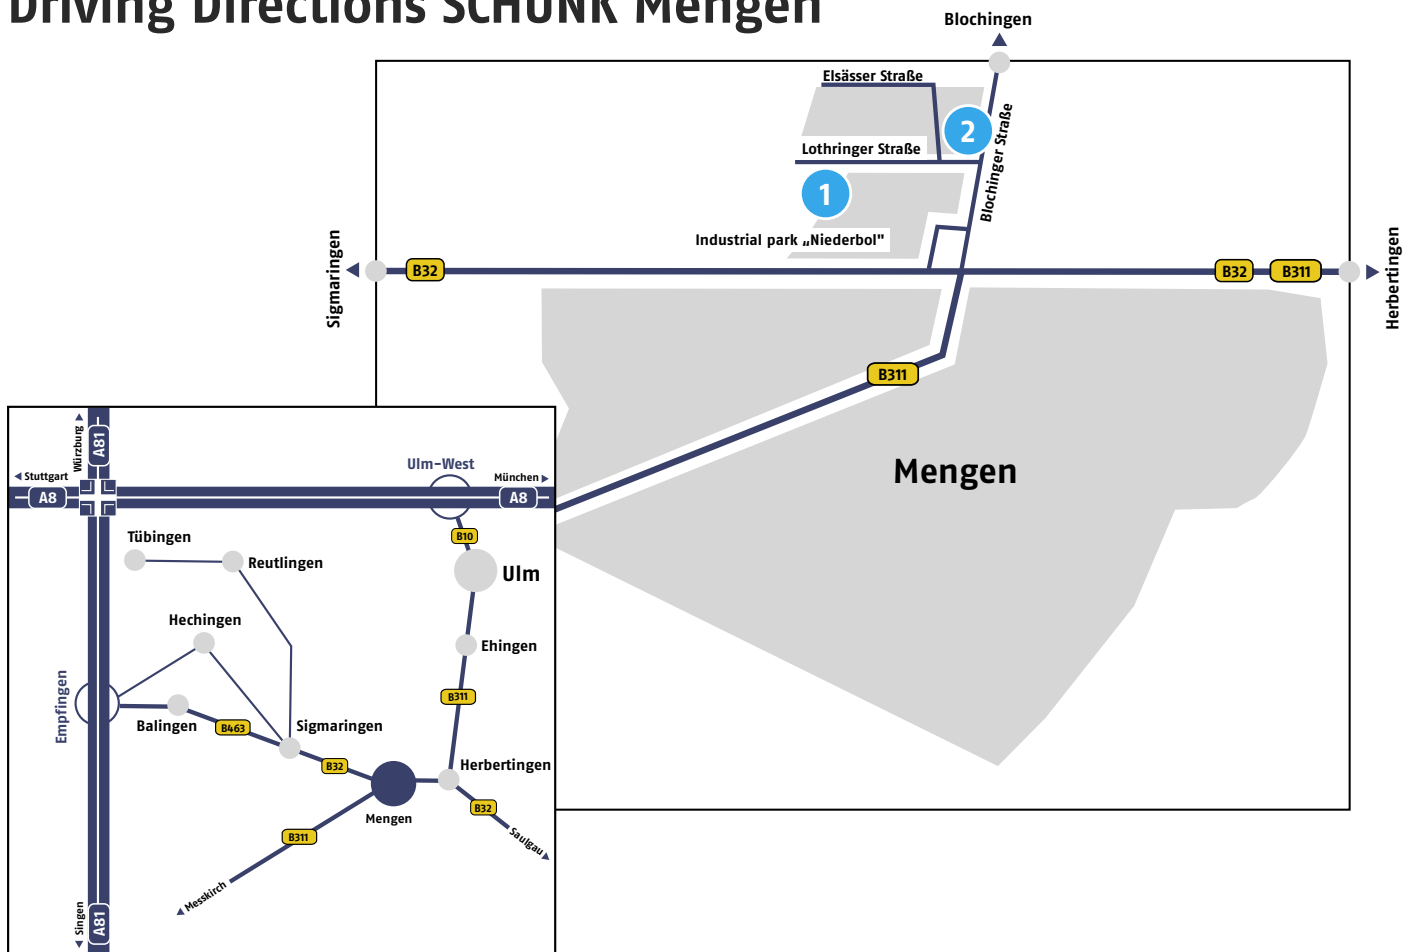 Driving Directions SCHUNK Mengen
Blochingen
Elsässer Straße
2
Blochinger Straße
Lothringer Straße
1
Industrial park „Niederbol"
Sigmaringen
B32
B32
B311
Herbertingen
B311
Mengen
Würzburg
A81
Stuttgart
A8
Ulm-West
München
A8
B10
Tübingen
Reutlingen
Ulm
Hechingen
Ehingen
Empfingen
B311
Balingen
B463
Sigmaringen
B32
Herbertingen
Mengen
B32
B311
Saulgau
Messkirch
Singen
A81